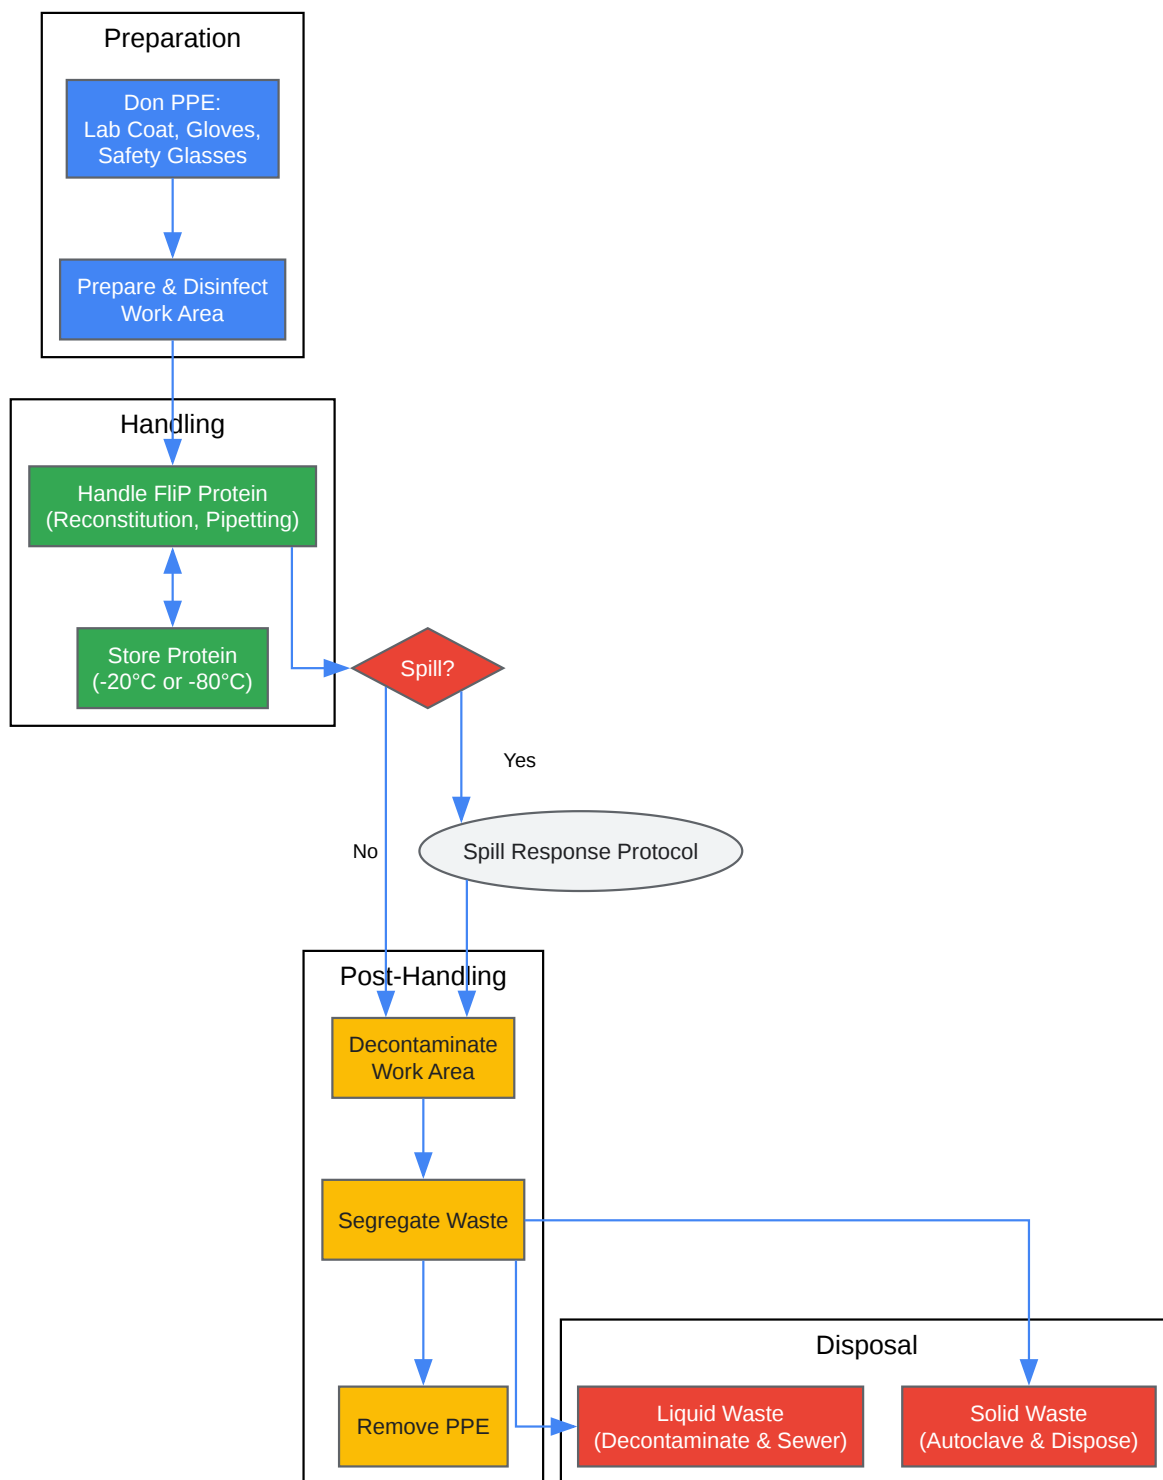 Preparation
Don PPE:
Lab Coat, Gloves,
Safety Glasses
Prepare & Disinfect
Work Area
Handling
Handle FliP Protein
(Reconstitution, Pipetting)
Store Protein
(-20°C or -80°C)
Spill?
Yes
No
Spill Response Protocol
Post-Handling
Decontaminate
Work Area
Segregate Waste
Remove PPE
Disposal
Liquid Waste
(Decontaminate & Sewer)
Solid Waste
(Autoclave & Dispose)